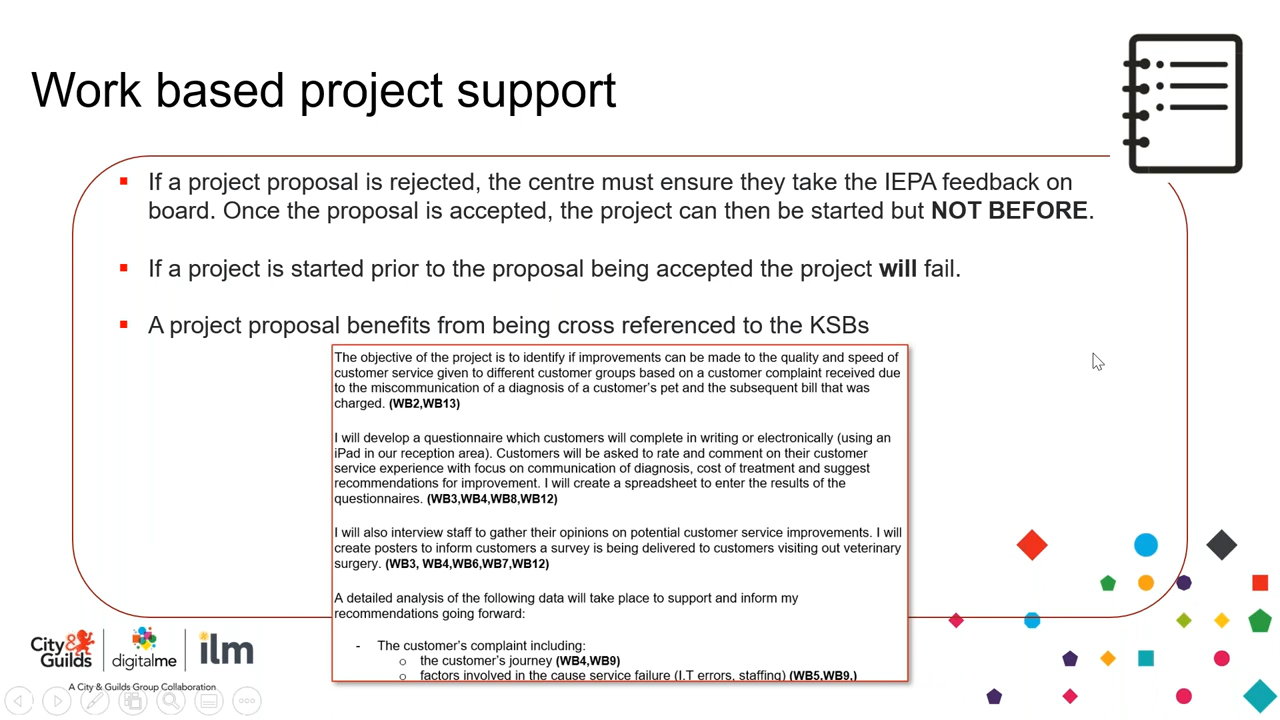 Work based project support
If a project proposal is rejected, the centre must ensure they take the IEPA feedback on
board. Once the proposal is accepted, the project can then be started but NOT BEFORE.
If a project is started prior to the proposal being accepted the project will fail.
A project proposal benefits from being cross referenced to the KSBs
The objective of the project is to identify if improvements can be made to the quality and speed of
customer service given to different customer groups based on a customer complaint received due
to the miscommunication of a diagnosis of a customer's pet and the subsequent bill that was
charged. (WB2,WB13)
I will develop a questionnaire which customers will complete in writing or electronically (using an
iPad in our reception area). Customers will be asked to rate and comment on their customer
service experience with focus on communication of diagnosis, cost of treatment and suggest
recommendations for improvement. I will create a spreadsheet to enter the results of the
questionnaires. (WB3,WB4,WB8,WB12)
I will also interview staff to gather their opinions on potential customer service improvements. I will
create posters to inform customers a survey is being delivered to customers visiting out veterinary
surgery. (WB3, WB4,WB6,WB7,WB12)
A detailed analysis of the following data will take place to support and inform my
recommendations going forward:
- The customer's complaint including:
o the customer's journey (WB4,WB9)
o factors involved in the cause service failure (I.T errors, staffing) (WB5,WB9,)
City &
Guilds
digitalme
ilm
A City & Guilds Group Collaboration